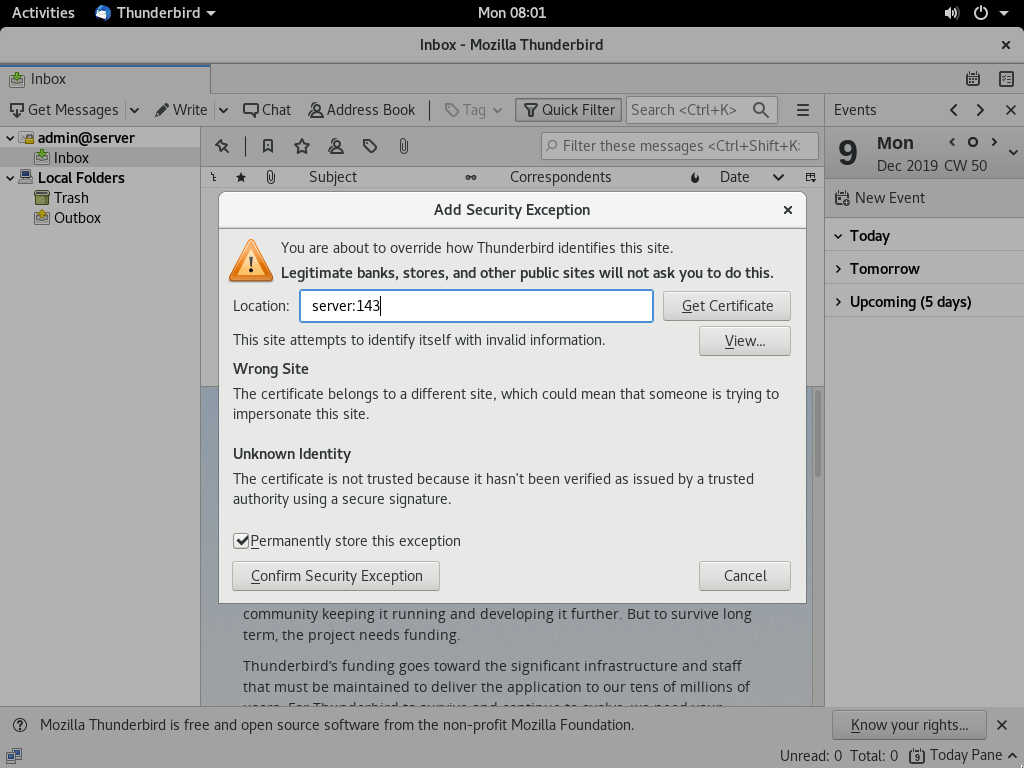 Activities Thunderbird Mon 08:01
Inbox - Mozilla Thunderbird
Inbox
Get Messages Write Chat Address Book Tag Quick Filter Search <Ctrl+K> Events
Filter these messages <Ctrl+Shift+K>
9 Mon
Dec 2019 CW 50
Subject Correspondents Date
admin@server
Inbox
Local Folders
Trash
Outbox
New Event
Today
Tomorrow
Upcoming (5 days)
Add Security Exception
You are about to override how Thunderbird identifies this site.
Legitimate banks, stores, and other public sites will not ask you to do this.
Location: server:143 Get Certificate
This site attempts to identify itself with invalid information. View...
Wrong Site
The certificate belongs to a different site, which could mean that someone is trying to
impersonate this site.
Unknown Identity
The certificate is not trusted because it hasn't been verified as issued by a trusted
authority using a secure signature.
Permanently store this exception
Confirm Security Exception Cancel
community keeping it running and developing it further. But to survive long
term, the project needs funding.
Thunderbird's funding goes toward the significant infrastructure and staff
that must be maintained to deliver the application to our tens of millions of
Mozilla Thunderbird is free and open source software from the non-profit Mozilla Foundation. Know your rights...
Unread: 0 Total: 0 9 Today Pane